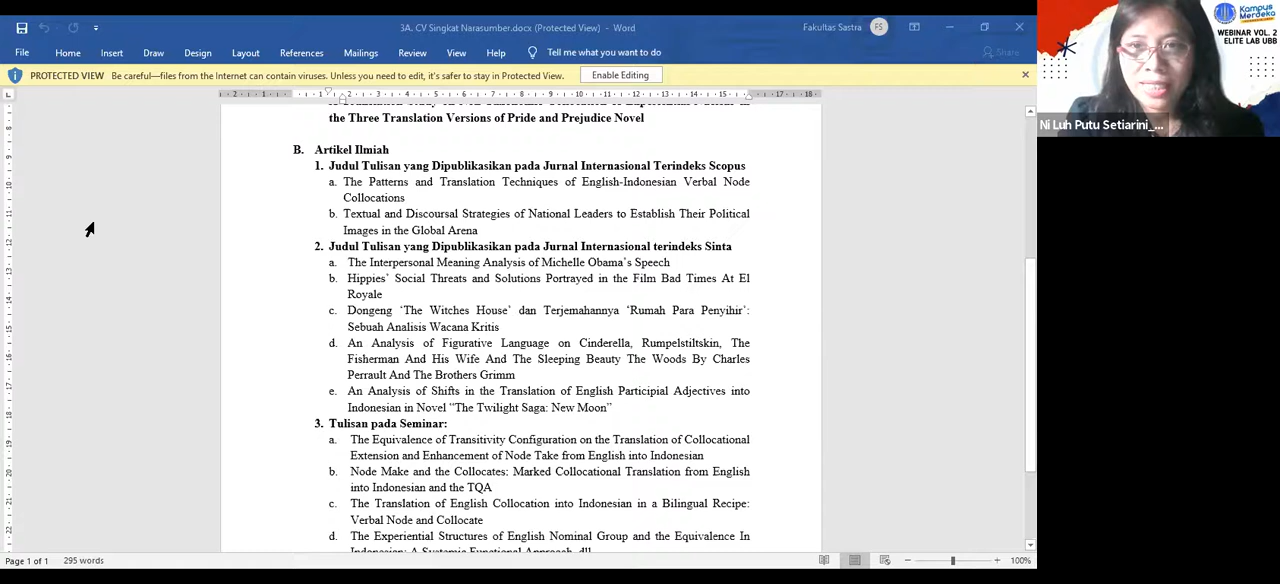 3A. CV Singkat Narasumber.docx (Protected View) - Word
Fakultas Sastra
FS
File Home Insert Draw Design Layout References Mailings Review View Help Tell me what you want to do
Share
PROTECTED VIEW Be careful—files from the Internet can contain viruses. Unless you need to edit, it's safer to stay in Protected View. Enable Editing
the Three Translation Versions of Pride and Prejudice Novel
B. Artikel Ilmiah
1. Judul Tulisan yang Dipublikasikan pada Jurnal Internasional Terindeks Scopus
a. The Patterns and Translation Techniques of English-Indonesian Verbal Node
Collocations
b. Textual and Discoursal Strategies of National Leaders to Establish Their Political
Images in the Global Arena
2. Judul Tulisan yang Dipublikasikan pada Jurnal Internasional terindeks Sinta
a. The Interpersonal Meaning Analysis of Michelle Obama's Speech
b. Hippies' Social Threats and Solutions Portrayed in the Film Bad Times At El
Royale
c. Dongeng 'The Witches House' dan Terjemahannya 'Rumah Para Penyihir':
Sebuah Analisis Wacana Kritis
d. An Analysis of Figurative Language on Cinderella, Rumpelstiltskin, The
Fisherman And His Wife And The Sleeping Beauty The Woods By Charles
Perrault And The Brothers Grimm
e. An Analysis of Shifts in the Translation of English Participial Adjectives into
Indonesian in Novel "The Twilight Saga: New Moon"
3. Tulisan pada Seminar:
a. The Equivalence of Transitivity Configuration on the Translation of Collocational
Extension and Enhancement of Node Take from English into Indonesian
b. Node Make and the Collocates: Marked Collocational Translation from English
into Indonesian and the TQA
c. The Translation of English Collocation into Indonesian in a Bilingual Recipe:
Verbal Node and Collocate
d. The Experiential Structures of English Nominal Group and the Equivalence In
Indonesian: A Systemic Functional Approach, dll
Page 1 of 1 295 words
100%
Kampus
Merdeka
WEBINAR VOL. 2
ELITE LAB UBB
Ni Luh Putu Setiarini_...